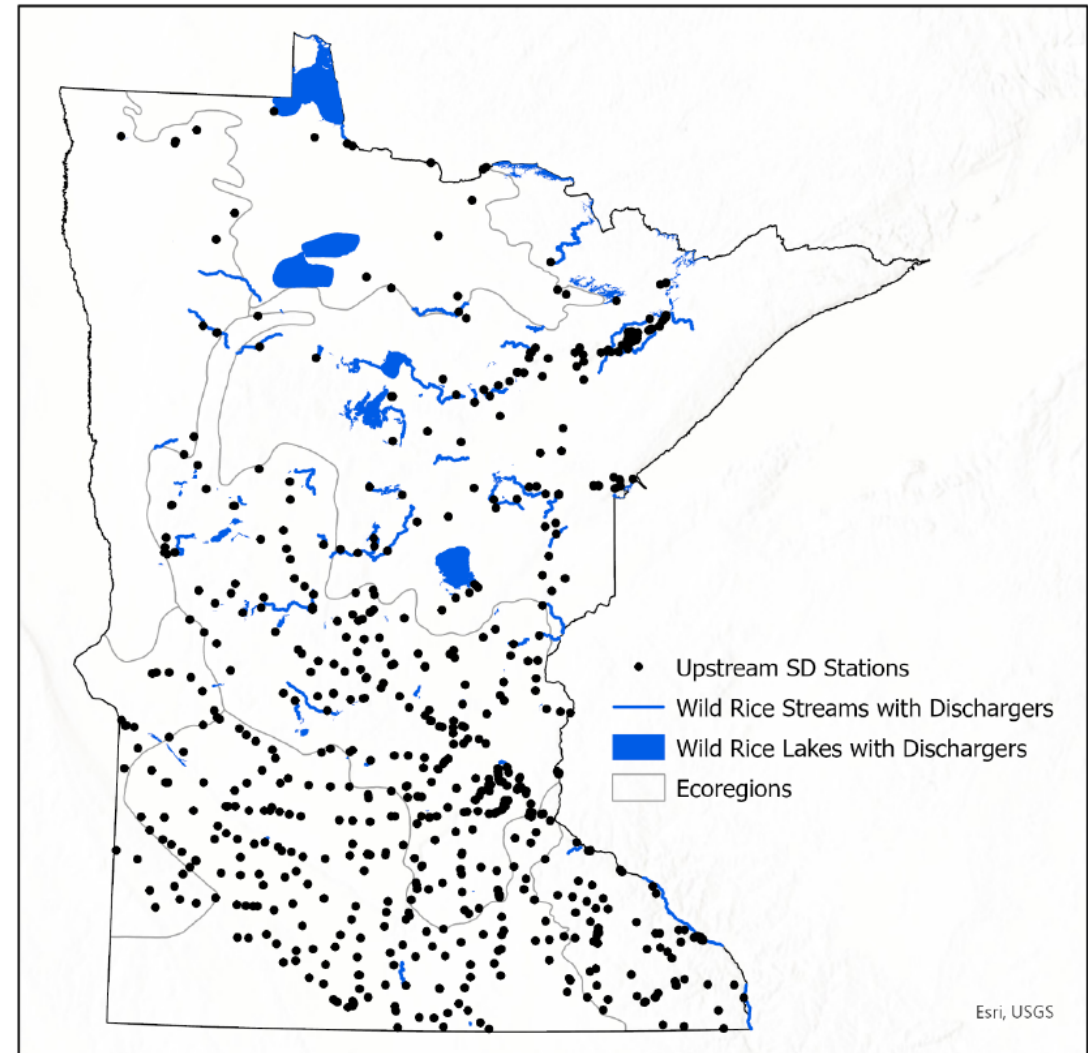 Upstream SD Stations
Wild Rice Streams with Dischargers
Wild Rice Lakes with Dischargers
Ecoregions
Esri, USGS